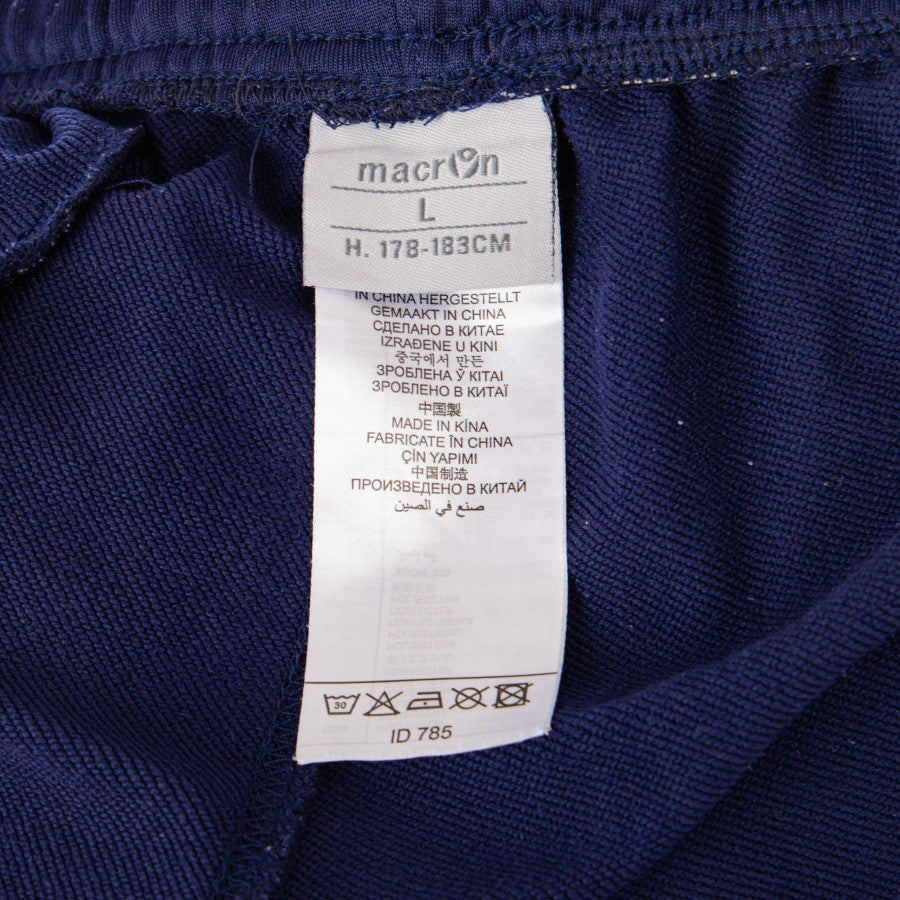 macron
L
H. 178-183CM
IN CHINA HERGESTELLT
GEMAAKT IN CHINA
СДЕЛАНО В КИТАЕ
IZRAĐENE U KINI
중국에서 만든
ЗРОБЛЕНА Ў КІТАІ
ЗРОБЛЕНО В КИТАЇ
中国製
MADE IN KÍNA
FABRICATE ÎN CHINA
ÇİN YAPIMI
中国制造
ПРОИЗВЕДЕНО В КИТАЙ
صنع في الصين
30
ID 785